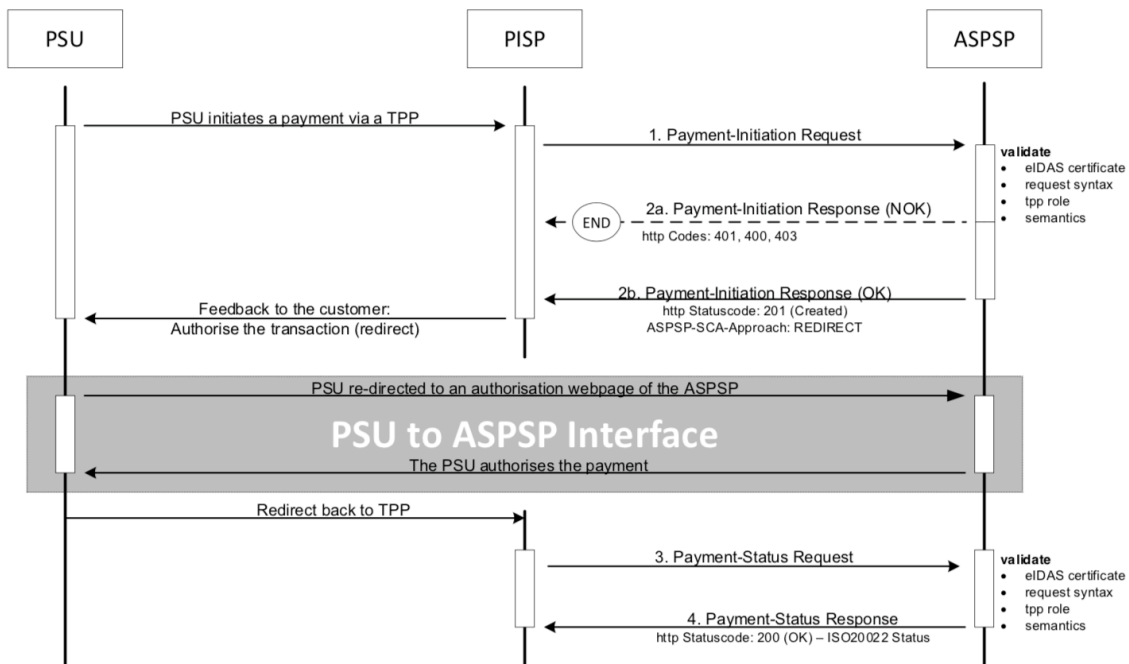 PSU
PISP
ASPSP
PSU initiates a payment via a TPP
1. Payment-Initiation Request
validate
• eIDAS certificate
• request syntax
• tpp role
• semantics
2a. Payment-Initiation Response (NOK)
END
http Codes: 401, 400, 403
2b. Payment-Initiation Response (OK)
http Statuscode: 201 (Created)
ASPSP-SCA-Approach: REDIRECT
Feedback to the customer:
Authorise the transaction (redirect)
PSU re-directed to an authorisation webpage of the ASPSP
PSU to ASPSP Interface
The PSU authorises the payment
Redirect back to TPP
3. Payment-Status Request
validate
• eIDAS certificate
• request syntax
• tpp role
• semantics
4. Payment-Status Response
http Statuscode: 200 (OK) – ISO20022 Status